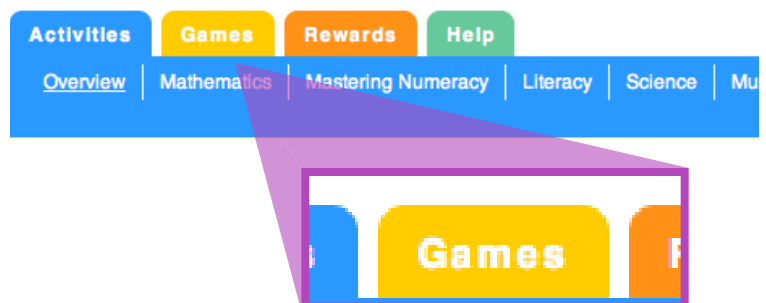 Activities Games Rewards Help
Overview Mathematics Mastering Numeracy Literacy Science
Games